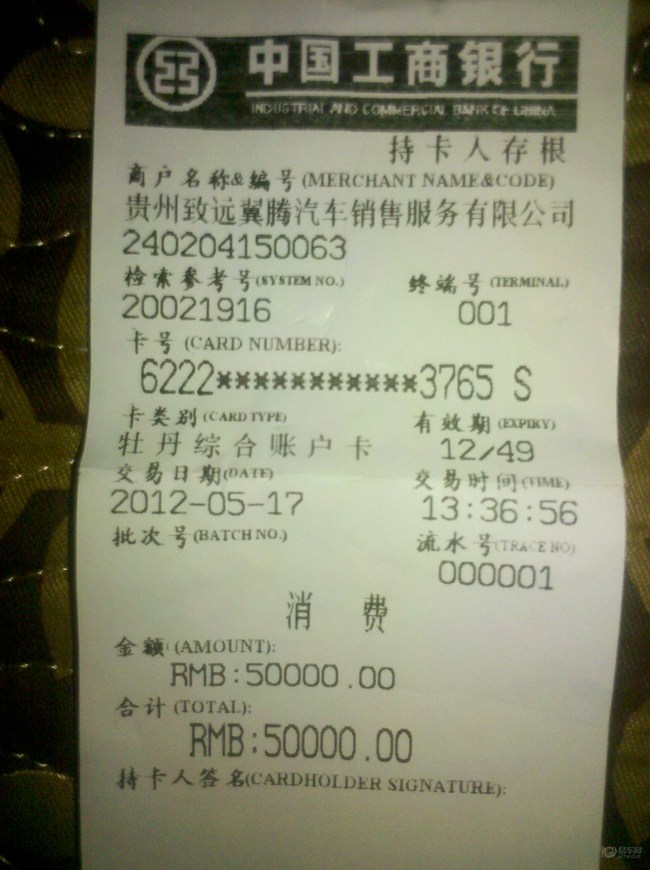 中国工商银行
INDUSTRIAL AND COMMERCIAL BANK OF CHINA
持卡人存根
商户名称&编号(MERCHANT NAME&CODE)
贵州致远翼腾汽车销售服务有限公司
240204150063
检索参考号(SYSTEM NO.) 终端号(TERMINAL)
20021916 001
卡号(CARD NUMBER):
6222***********3765 S
卡类别(CARD TYPE) 有效期(EXPIRY)
牡丹综合账户卡 12/49
交易日期(DATE) 交易时间(TIME)
2012-05-17 13:36:56
批次号(BATCH NO.) 流水号(TRACE NO)
000001
消 费
金额(AMOUNT):
RMB:50000.00
合计(TOTAL):
RMB:50000.00
持卡人签名(CARDHOLDER SIGNATURE):
易车网